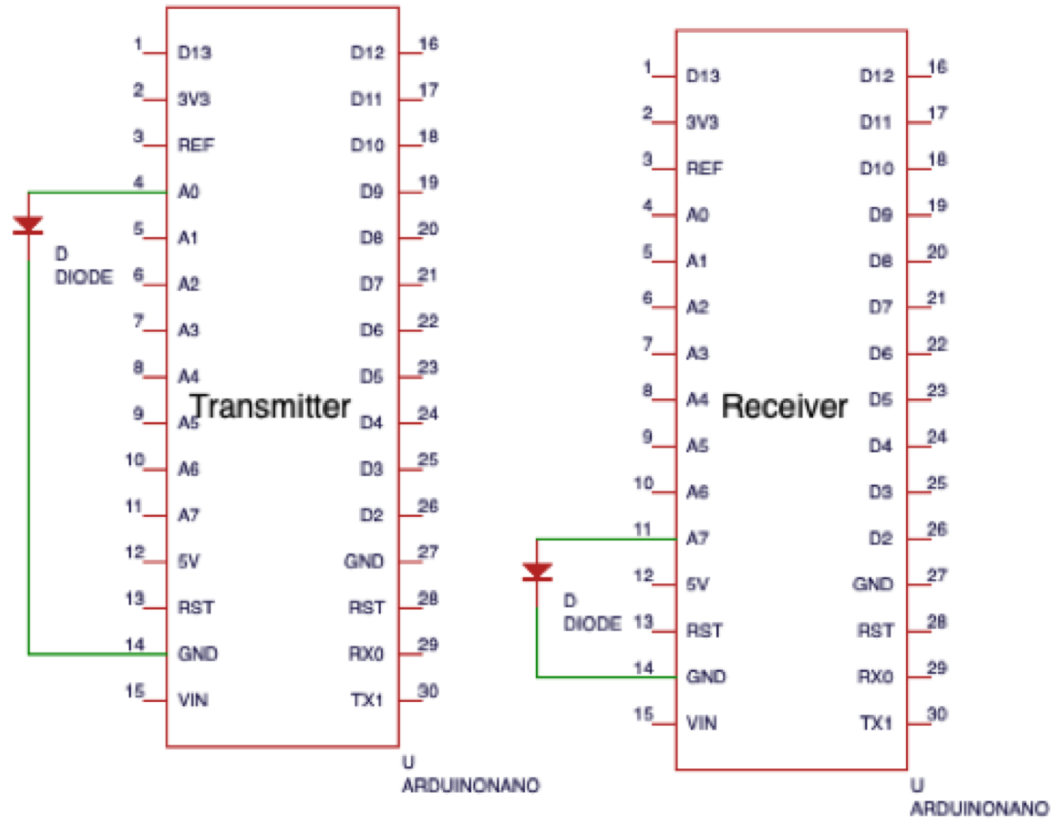 1 D13 D12 16
2 3V3 D11 17
3 REF D10 18
4 A0 D9 19
5 A1 D8 20
6 A2 D7 21
7 A3 D6 22
8 A4 D5 23
9 A5 D4 24
10 A6 D3 25
11 A7 D2 26
12 5V GND 27
13 RST RST 28
14 GND RX0 29
15 VIN TX1 30
D
DIODE
Transmitter
U
ARDUINONANO
1 D13 D12 16
2 3V3 D11 17
3 REF D10 18
4 A0 D9 19
5 A1 D8 20
6 A2 D7 21
7 A3 D6 22
8 A4 D5 23
9 A5 D4 24
10 A6 D3 25
11 A7 D2 26
12 5V GND 27
13 RST RST 28
14 GND RX0 29
15 VIN TX1 30
D
DIODE
Receiver
U
ARDUINONANO